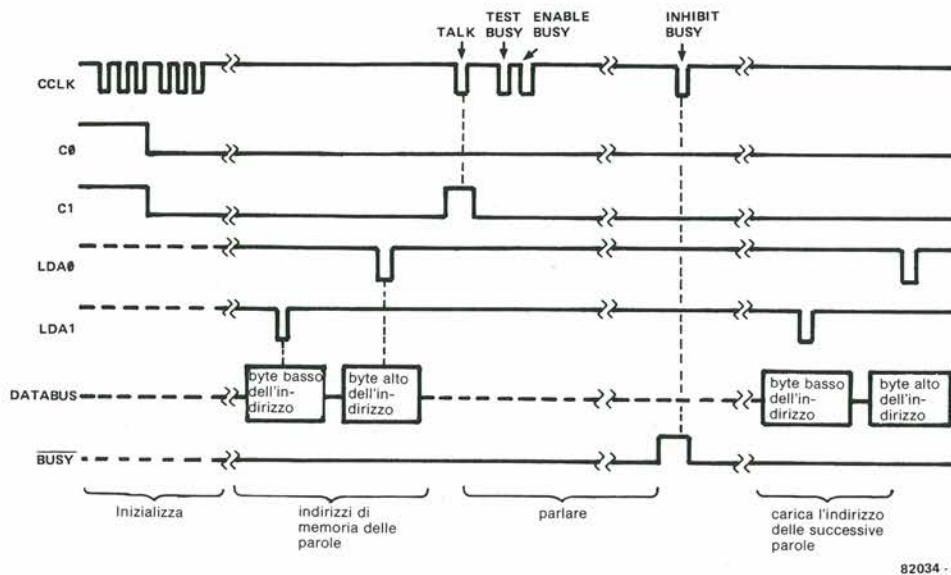 TALK
TEST
BUSY
ENABLE
BUSY
INHIBIT
BUSY
CCLK
C0
C1
LDA0
LDA1
DATABUS
byte basso
dell'in-
dirizzo
byte alto
dell'in-
dirizzo
byte basso
dell'in-
dirizzo
byte alto
dell'in-
dirizzo
BUSY
Inizializza
indirizzi di
memoria delle
parole
parlare
carica l'indirizzo
delle successive
parole
82034 -